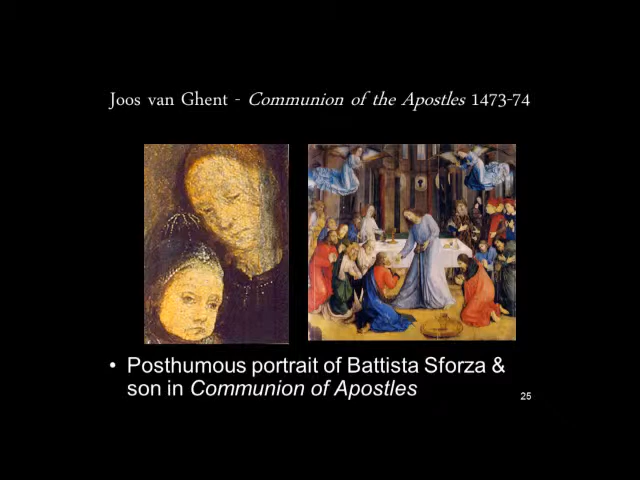 Joos van Ghent - Communion of the Apostles 1473-74
• Posthumous portrait of Battista Sforza &
son in Communion of Apostles
25